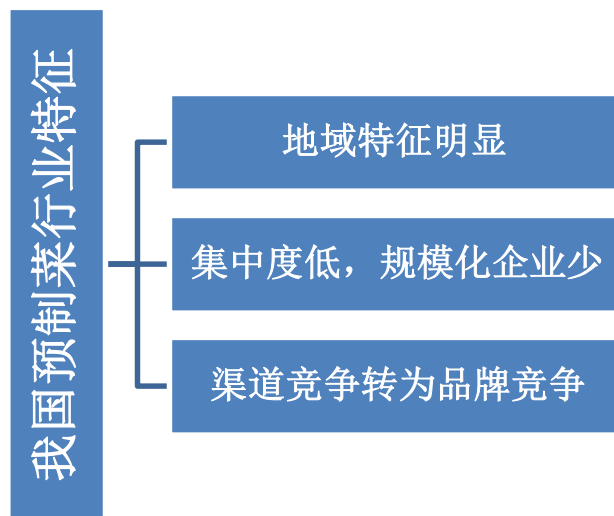 我国预制菜行业特征
地域特征明显
集中度低，规模化企业少
渠道竞争转为品牌竞争